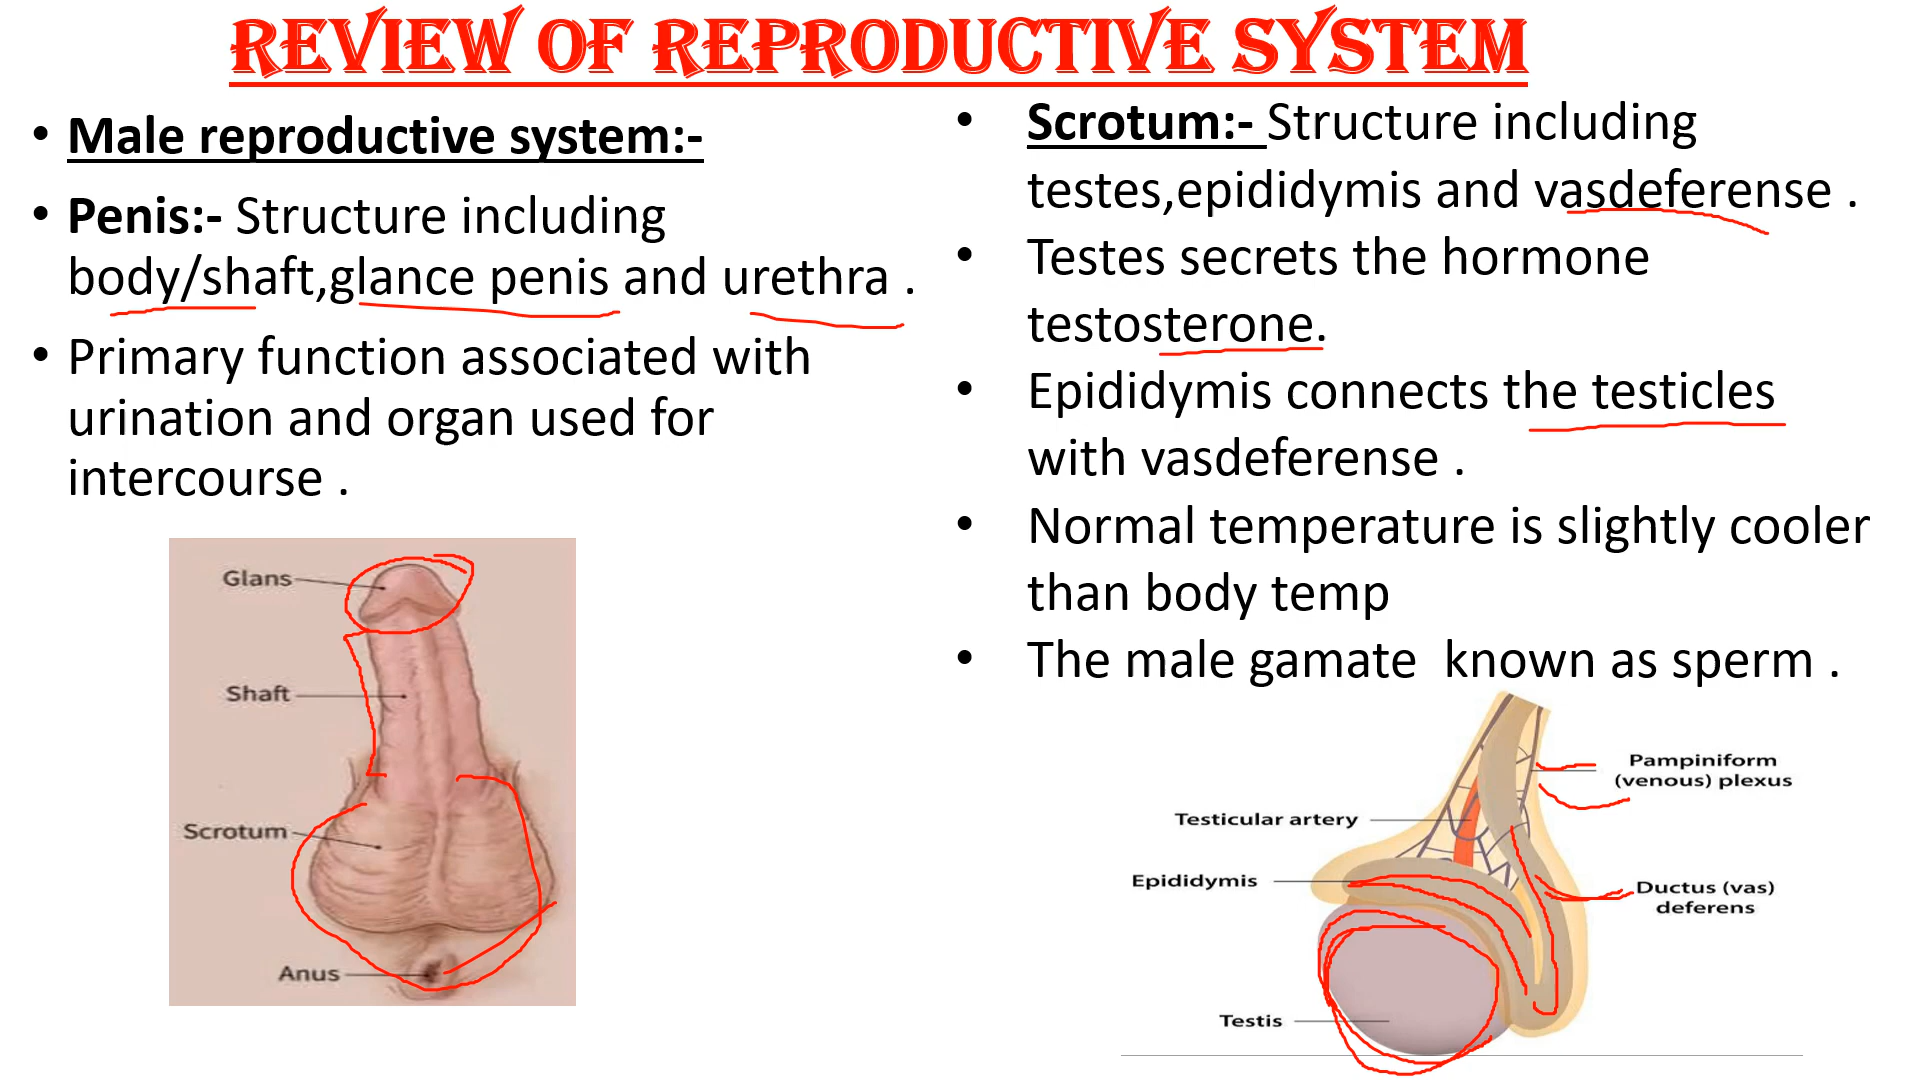 REVIEW OF REPRODUCTIVE SYSTEM
• Male reproductive system:-
• Penis:- Structure including
body/shaft,glance penis and urethra .
• Primary function associated with
urination and organ used for
intercourse .
Glans
Shaft
Scrotum
Anus
• Scrotum:- Structure including
testes,epididymis and vasdeferense .
• Testes secrets the hormone
testosterone.
• Epididymis connects the testicles
with vasdeferense .
• Normal temperature is slightly cooler
than body temp
• The male gamate known as sperm .
Pampiniform
(venous) plexus
Testicular artery
Epididymis
Ductus (vas)
deferens
Testis